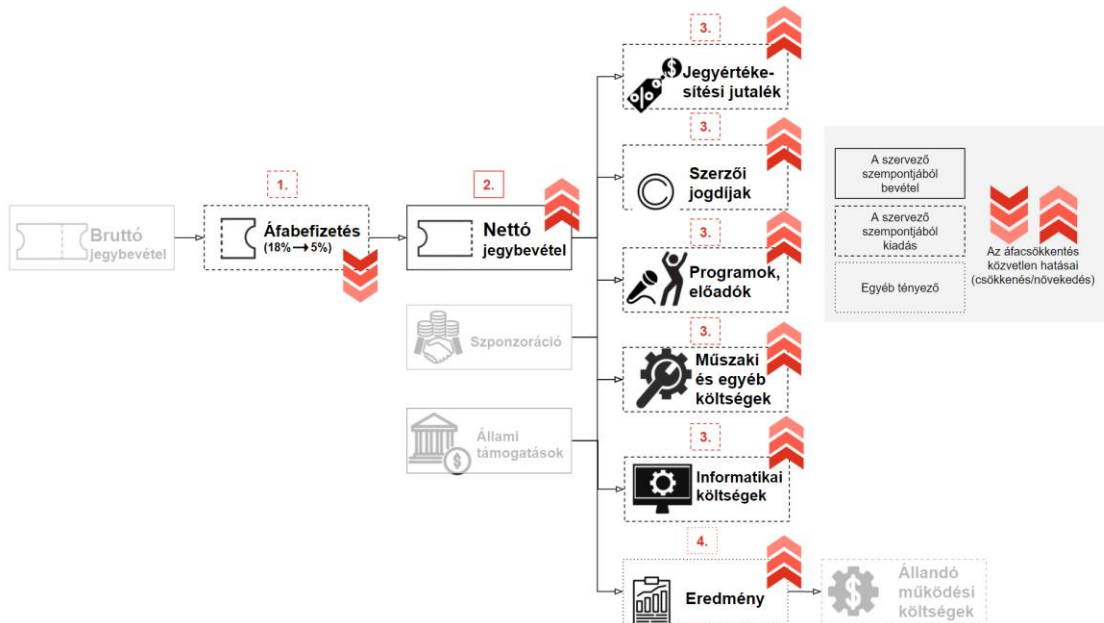 3.
Jegyértéke-
sítési jutalék
3.
Szerzői
jogdíjak
1.
2.
Bruttó
jegybevétel
Áfabefizetés
(18%→5%)
Nettó
jegybevétel
3.
Programok,
előadók
Szponzoráció
3.
Műszaki
és egyéb
költségek
Állami
támogatások
3.
Informatikai
költségek
4.
Eredmény
Állandó
működési
költségek
A szervező
szempontjából
bevétel
A szervező
szempontjából
kiadás
Egyéb tényező
Az áfacsökkentés
közvetlen hatásai
(csökkenés/növekedés)